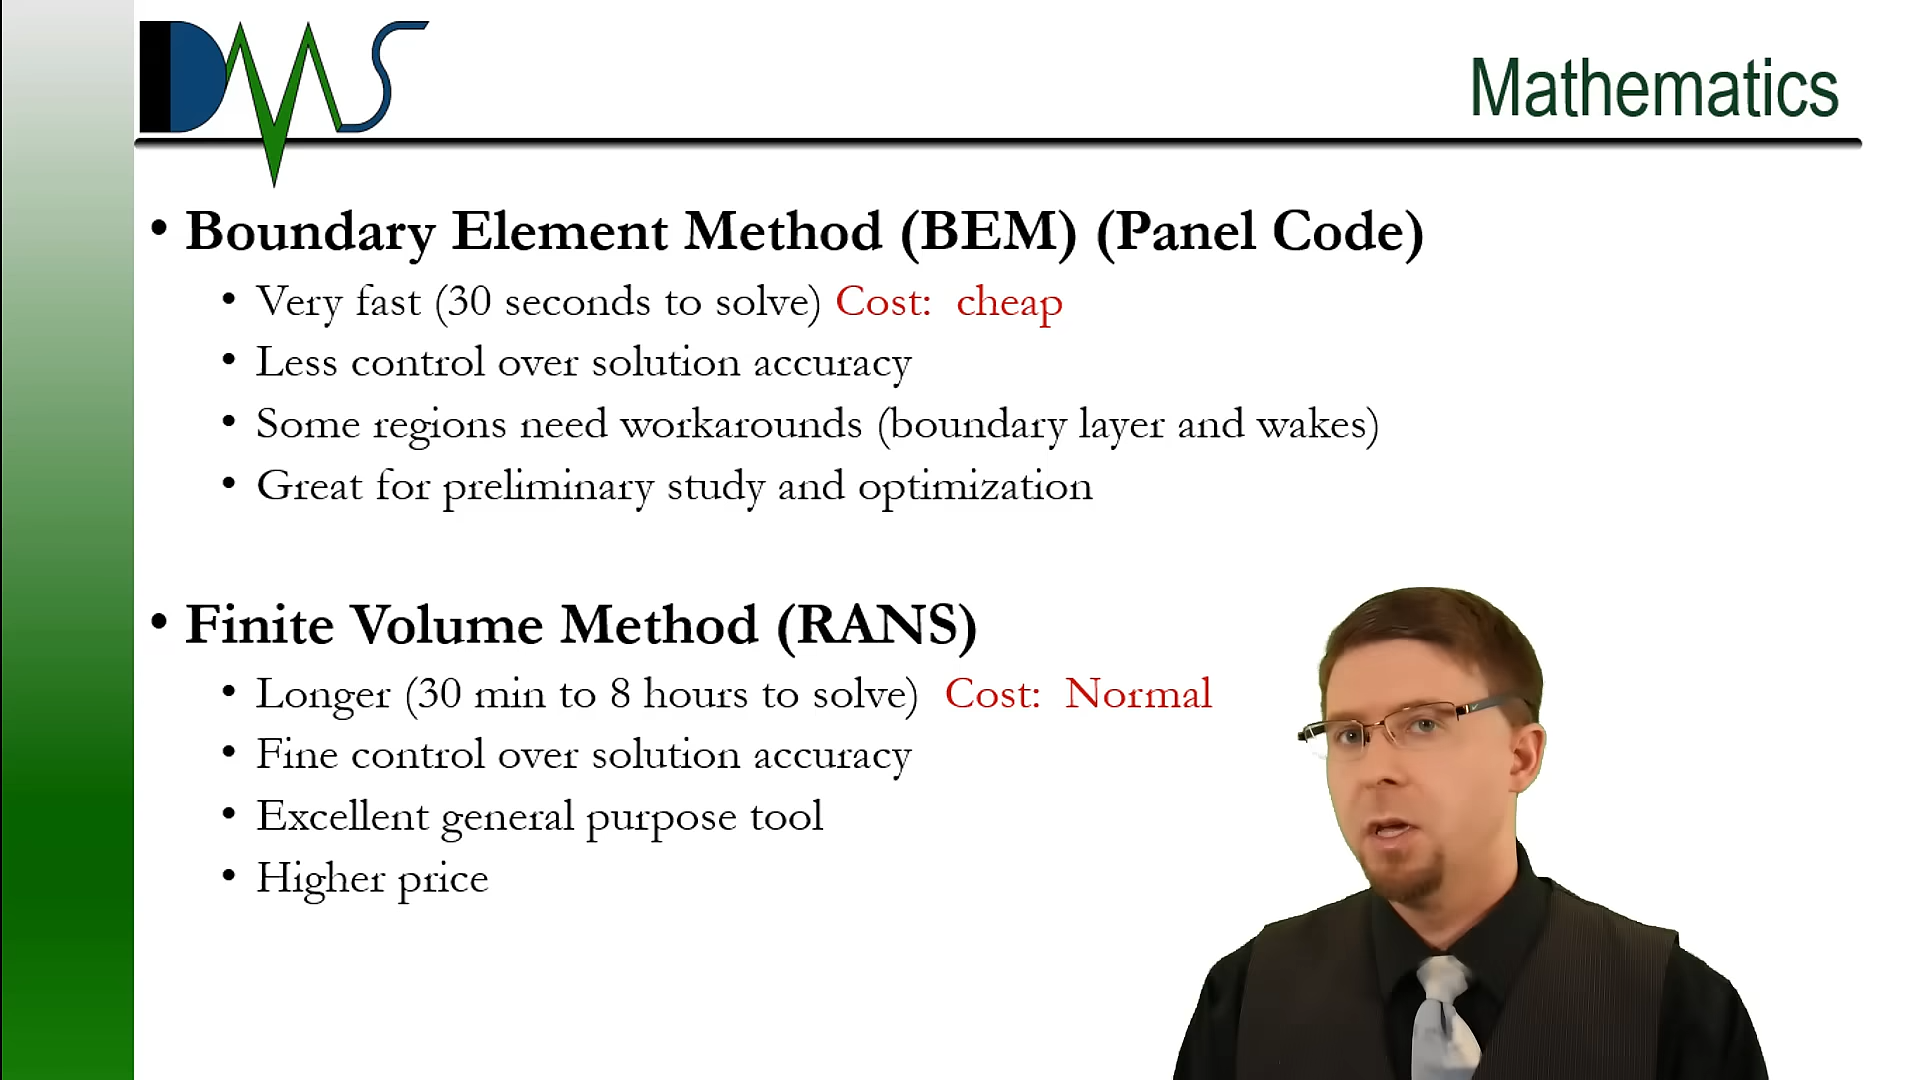 DMS
Mathematics
• Boundary Element Method (BEM) (Panel Code)
• Very fast (30 seconds to solve) Cost: cheap
• Less control over solution accuracy
• Some regions need workarounds (boundary layer and wakes)
• Great for preliminary study and optimization
• Finite Volume Method (RANS)
• Longer (30 min to 8 hours to solve) Cost: Normal
• Fine control over solution accuracy
• Excellent general purpose tool
• Higher price